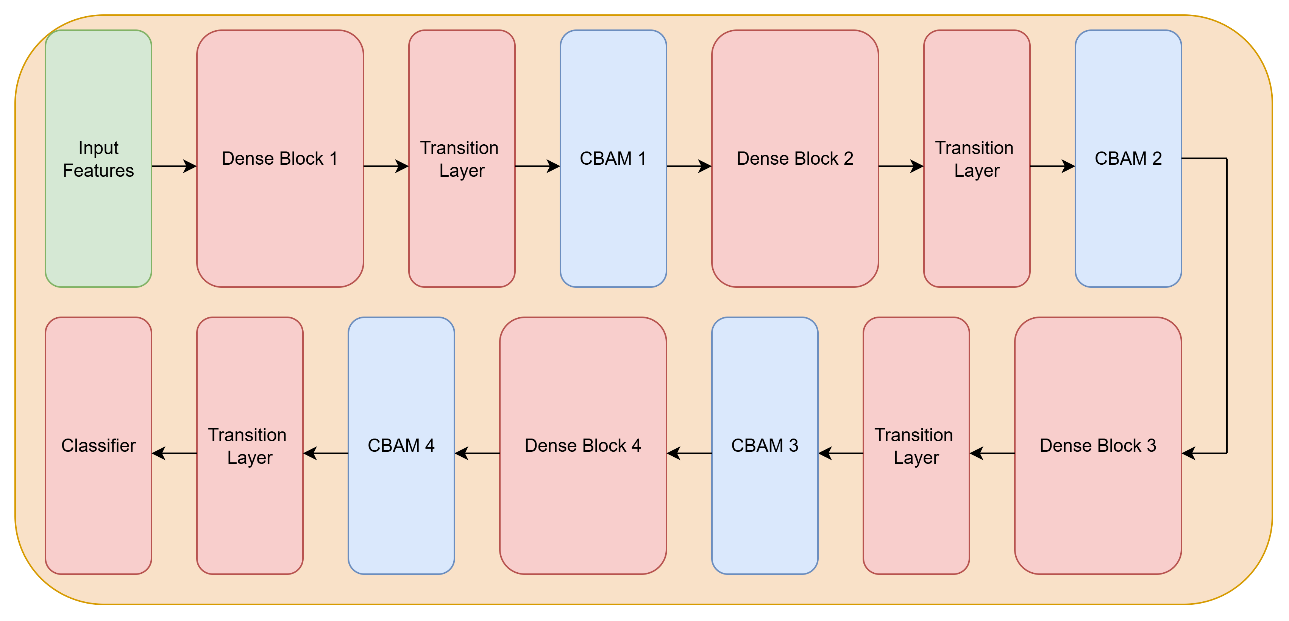 Input
Features
Dense Block 1
Transition
Layer
CBAM 1
Dense Block 2
Transition
Layer
CBAM 2
Dense Block 3
Transition
Layer
CBAM 3
Dense Block 4
CBAM 4
Transition
Layer
Classifier